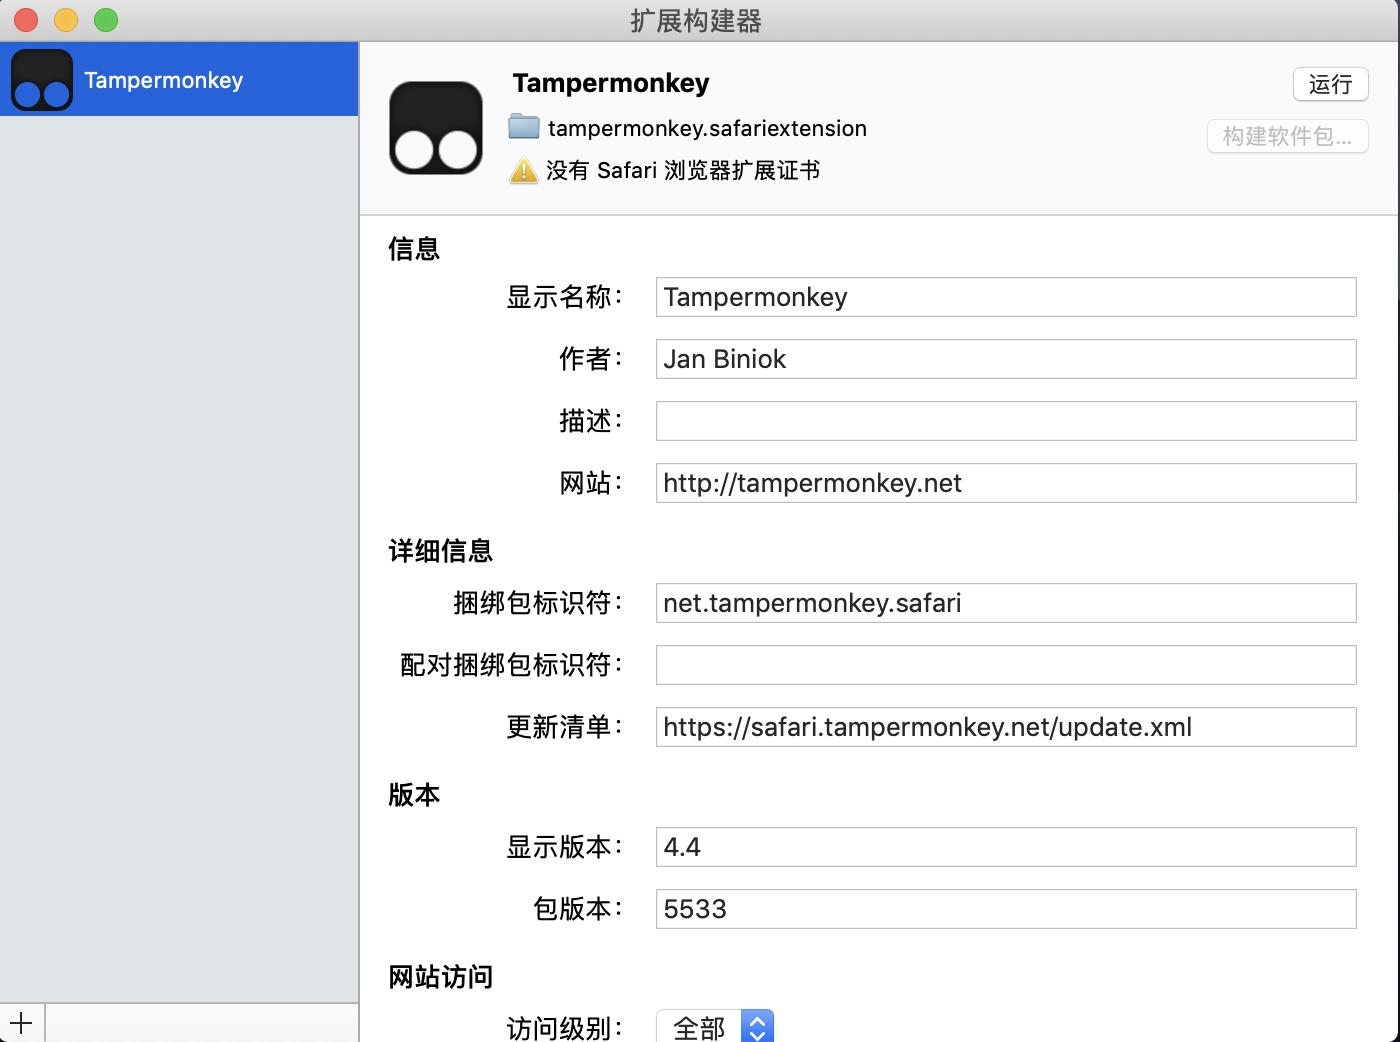 扩展构建器
Tampermonkey
Tampermonkey
运行
tampermonkey.safariextension
构建软件包...
没有 Safari 浏览器扩展证书
信息
显示名称：
Tampermonkey
作者：
Jan Biniok
描述：
网站：
http://tampermonkey.net
详细信息
捆绑包标识符：
net.tampermonkey.safari
配对捆绑包标识符：
更新清单：
https://safari.tampermonkey.net/update.xml
版本
显示版本：
4.4
包版本：
5533
网站访问
访问级别：
全部